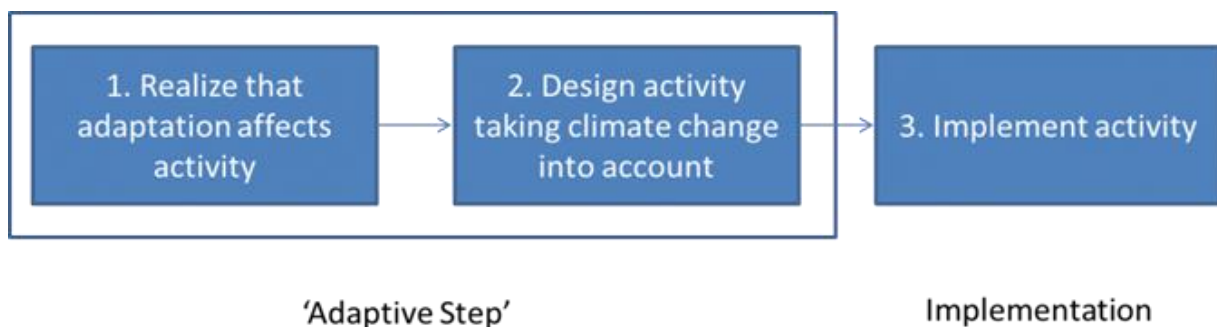 1. Realize that
adaptation affects
activity
2. Design activity
taking climate change
into account
3. Implement activity
‘Adaptive Step’
Implementation